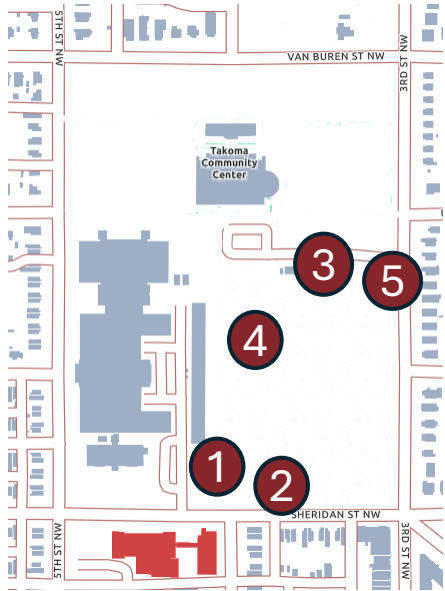 5TH ST NW
VAN BUREN ST NW
3RD ST NW
Takoma
Community
Center
3
5
4
1
2
SHERIDAN ST NW
5TH ST NW
3RD ST NW